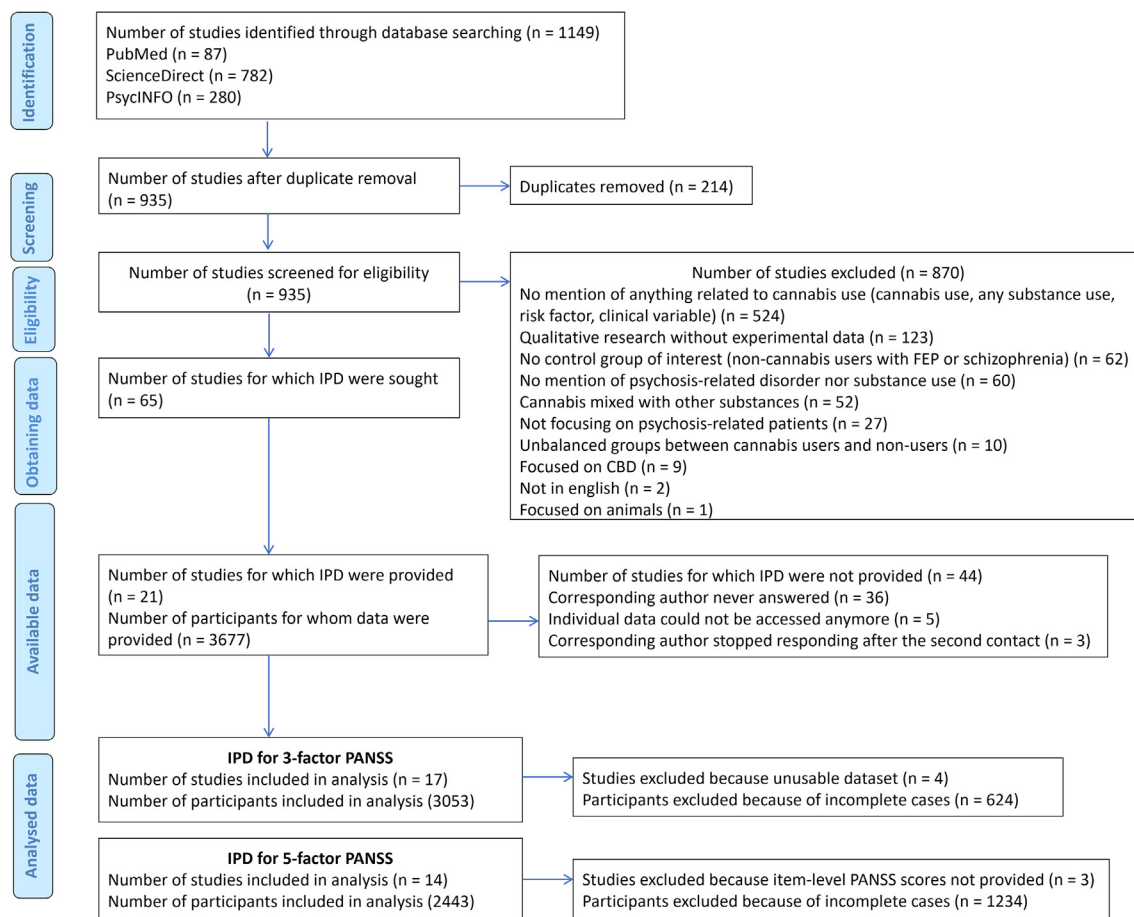 Identification
Number of studies identified through database searching (n = 1149)
PubMed (n = 87)
ScienceDirect (n = 782)
PsycINFO (n = 280)
Screening
Number of studies after duplicate removal
(n = 935)
Duplicates removed (n = 214)
Eligibility
Number of studies screened for eligibility
(n = 935)
Number of studies excluded (n = 870)
No mention of anything related to cannabis use (cannabis use, any substance use,
risk factor, clinical variable) (n = 524)
Qualitative research without experimental data (n = 123)
No control group of interest (non-cannabis users with FEP or schizophrenia) (n = 62)
No mention of psychosis-related disorder nor substance use (n = 60)
Cannabis mixed with other substances (n = 52)
Not focusing on psychosis-related patients (n = 27)
Unbalanced groups between cannabis users and non-users (n = 10)
Focused on CBD (n = 9)
Not in english (n = 2)
Focused on animals (n = 1)
Obtaining data
Number of studies for which IPD were sought
(n = 65)
Available data
Number of studies for which IPD were provided
(n = 21)
Number of participants for whom data were
provided (n = 3677)
Number of studies for which IPD were not provided (n = 44)
Corresponding author never answered (n = 36)
Individual data could not be accessed anymore (n = 5)
Corresponding author stopped responding after the second contact (n = 3)
Analysed data
IPD for 3-factor PANSS
Number of studies included in analysis (n = 17)
Number of participants included in analysis (3053)
Studies excluded because unusable dataset (n = 4)
Participants excluded because of incomplete cases (n = 624)
IPD for 5-factor PANSS
Number of studies included in analysis (n = 14)
Number of participants included in analysis (2443)
Studies excluded because item-level PANSS scores not provided (n = 3)
Participants excluded because of incomplete cases (n = 1234)